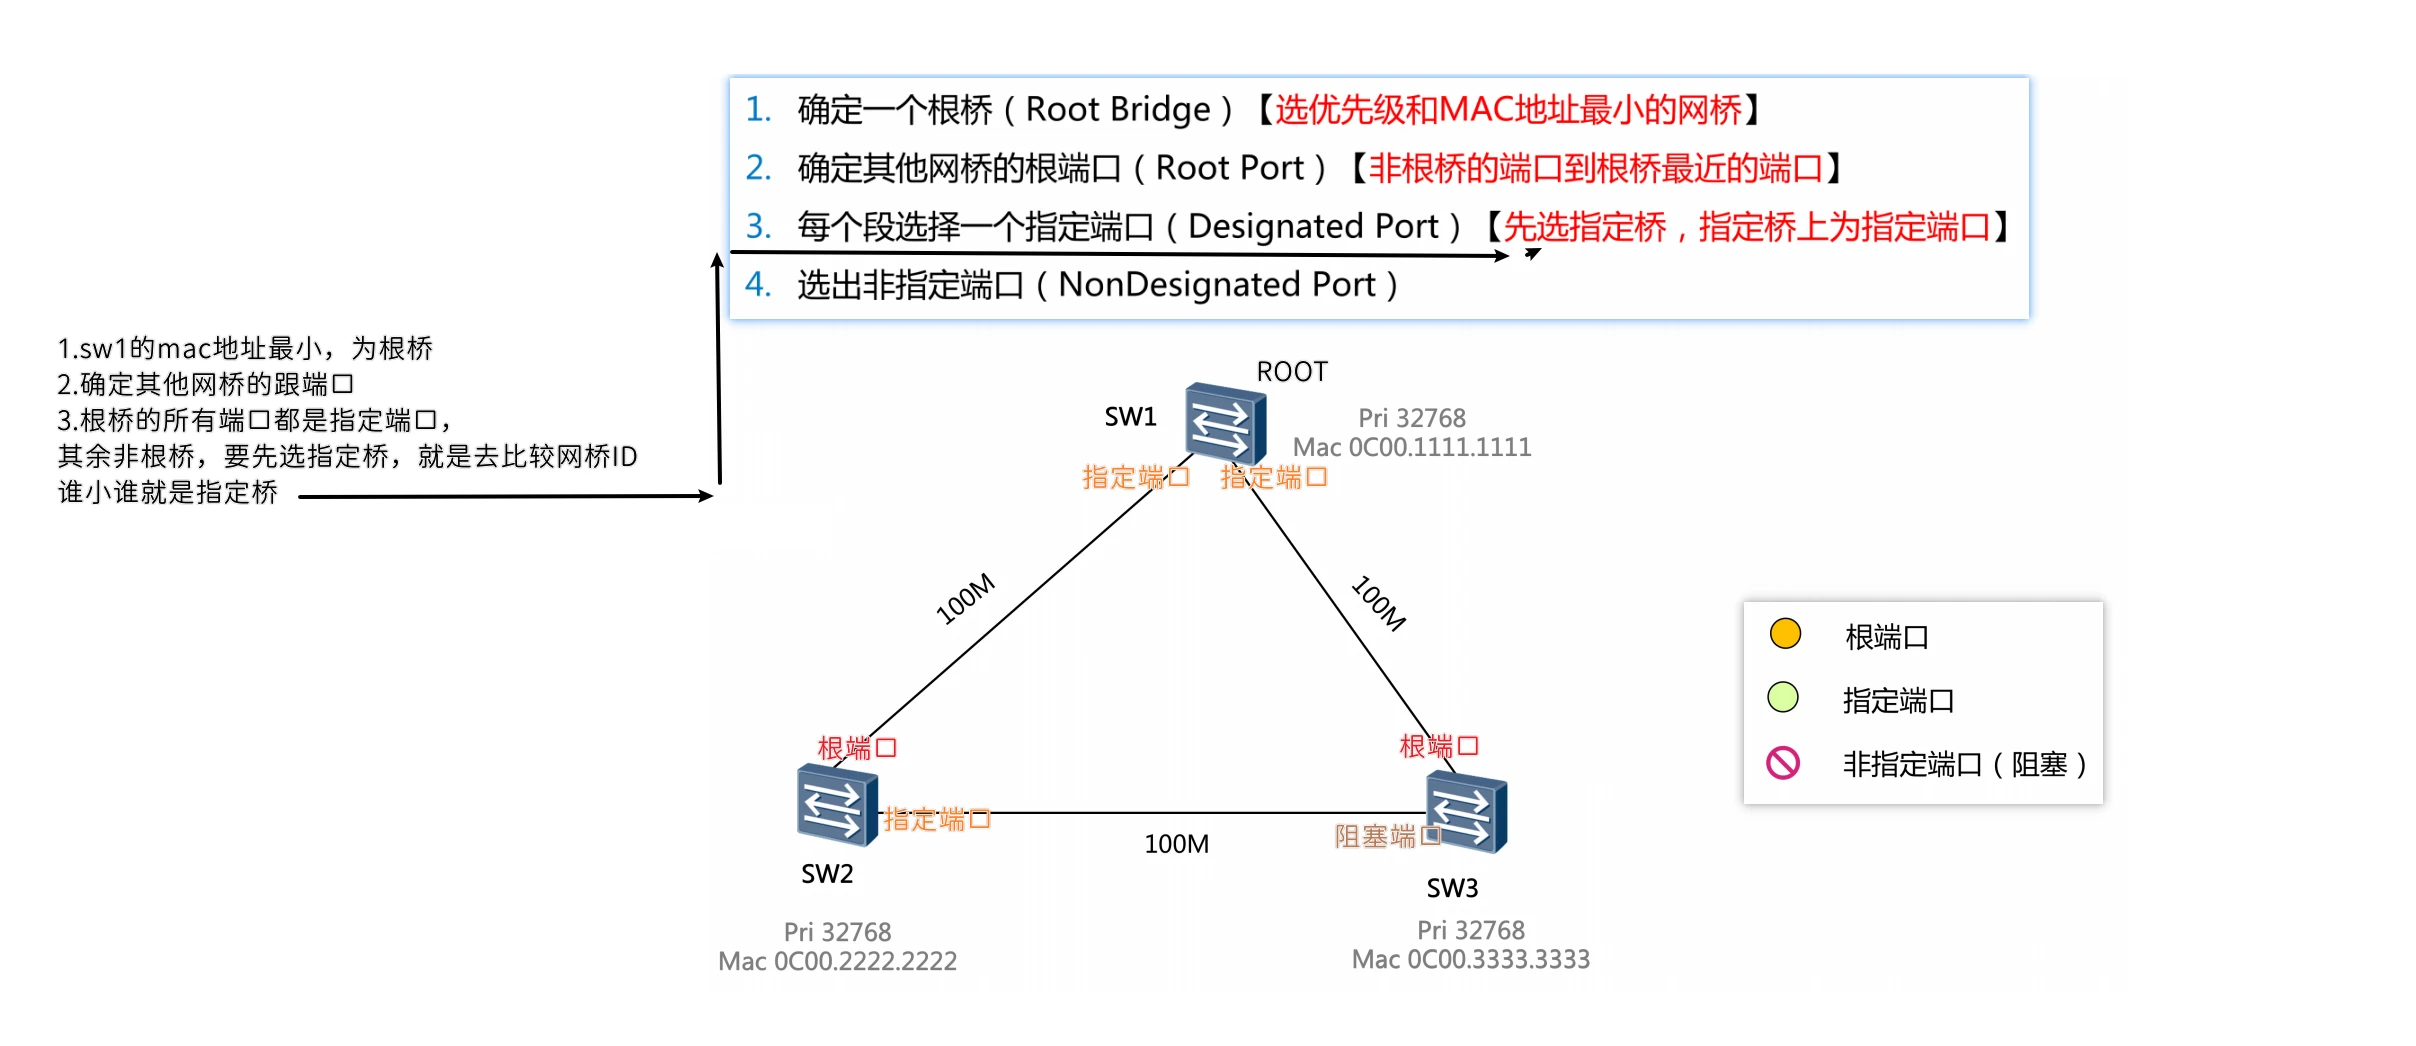 1. 确定一个根桥（Root Bridge）【选优先级和MAC地址最小的网桥】
2. 确定其他网桥的根端口（Root Port）【非根桥的端口到根桥最近的端口】
3. 每个段选择一个指定端口（Designated Port）【先选指定桥，指定桥上为指定端口】
4. 选出非指定端口（NonDesignated Port）
1.sw1的mac地址最小，为根桥
2.确定其他网桥的跟端口
3.根桥的所有端口都是指定端口，
其余非根桥，要先选指定桥，就是去比较网桥ID
谁小谁就是指定桥
ROOT
SW1
Pri 32768
Mac 0C00.1111.1111
指定端口
指定端口
100M
100M
根端口
根端口
指定端口
阻塞端口
100M
SW2
SW3
Pri 32768
Mac 0C00.2222.2222
Pri 32768
Mac 0C00.3333.3333
根端口
指定端口
非指定端口（阻塞）